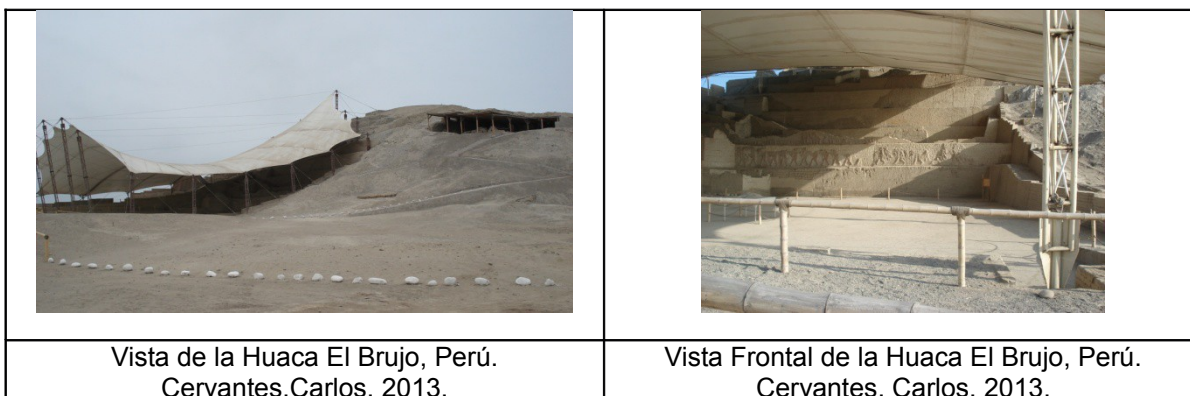 Vista de la Huaca El Brujo, Perú.
Cervantes,Carlos. 2013.
Vista Frontal de la Huaca El Brujo, Perú.
Cervantes, Carlos. 2013.